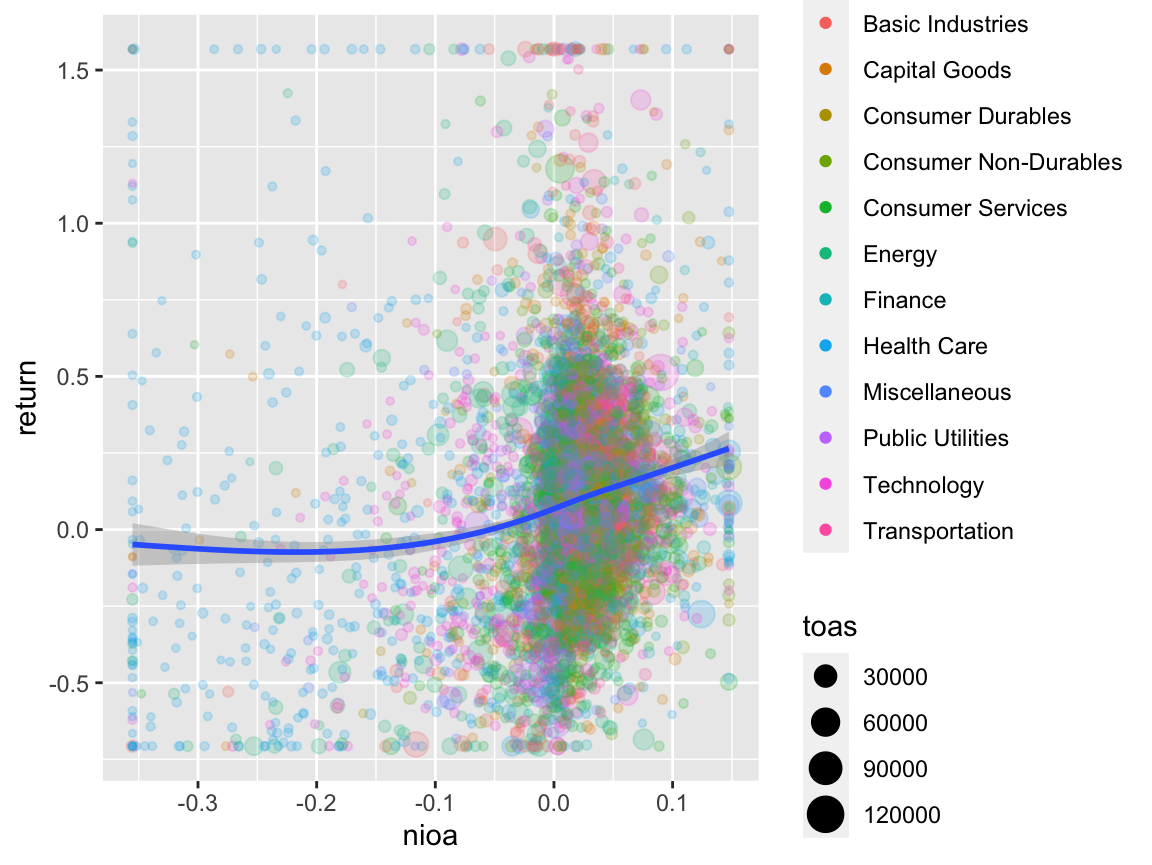 1.5
1.0
0.5
0.0
-0.5
return
-0.3
-0.2
-0.1
0.0
0.1
nioa
Basic Industries
Capital Goods
Consumer Durables
Consumer Non-Durables
Consumer Services
Energy
Finance
Health Care
Miscellaneous
Public Utilities
Technology
Transportation
toas
30000
60000
90000
120000